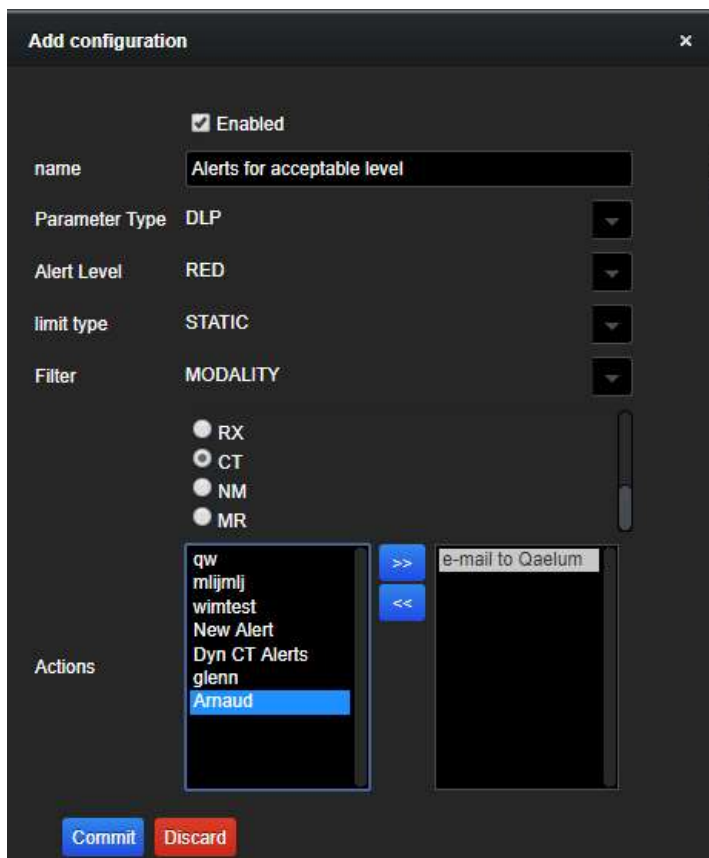 Add configuration ×
Enabled
name Alerts for acceptable level
Parameter Type DLP
Alert Level RED
limit type STATIC
Filter MODALITY
RX
CT
NM
MR
Actions
qw
mlijmlj
wimtest
New Alert
Dyn CT Alerts
glenn
Arnaud
>>
<<
e-mail to Qaelum
Commit Discard